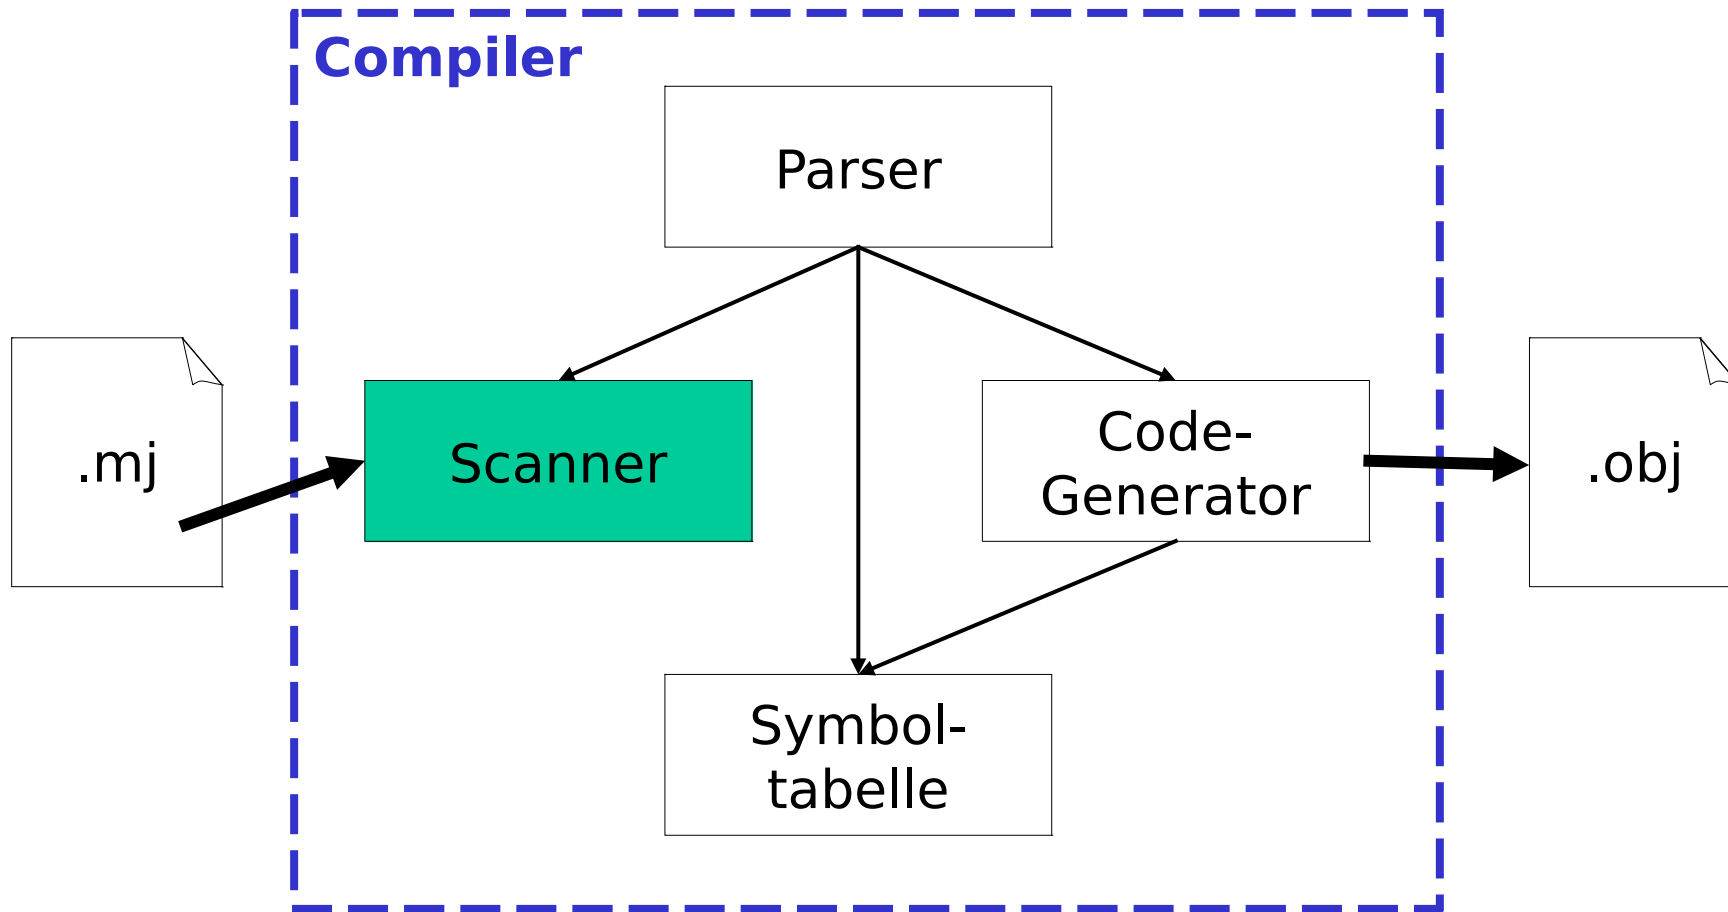 Compiler
Parser
.mj
Scanner
Code-
Generator
.obj
Symbol-
tabelle